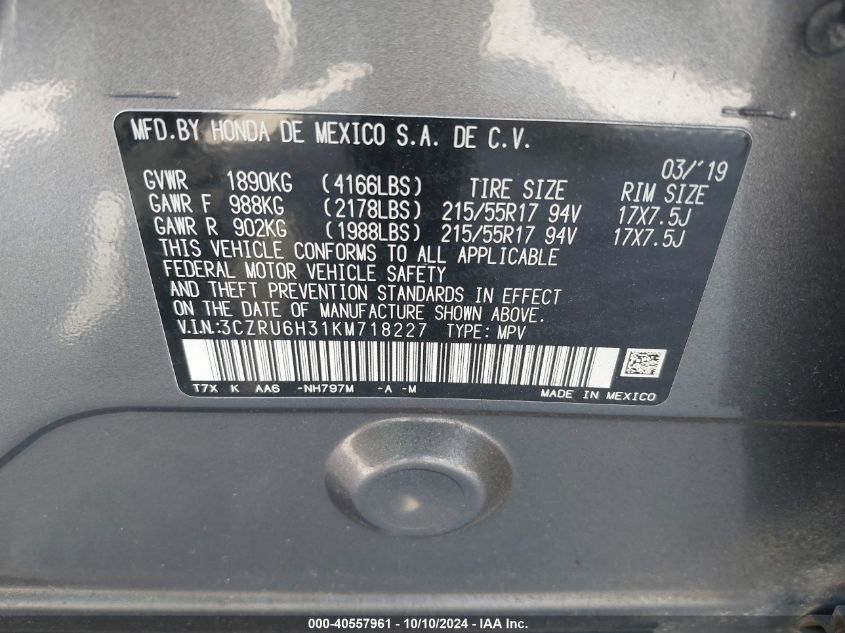 MFD.BY HONDA DE MEXICO S.A. DE C.V.
03/'19
GVWR 1890KG (4166LBS) TIRE SIZE RIM SIZE
GAWR F 988KG (2178LBS) 215/55R17 94V 17X7.5J
GAWR R 902KG (1988LBS) 215/55R17 94V 17X7.5J
THIS VEHICLE CONFORMS TO ALL APPLICABLE
FEDERAL MOTOR VEHICLE SAFETY
AND THEFT PREVENTION STANDARDS IN EFFECT
ON THE DATE OF MANUFACTURE SHOWN ABOVE.
V.I.N:3CZRU6H31KM718227 TYPE: MPV
T7X K AA6 -NH797M -A -M
MADE IN MEXICO
000-40557961 - 10/10/2024 - IAA Inc.